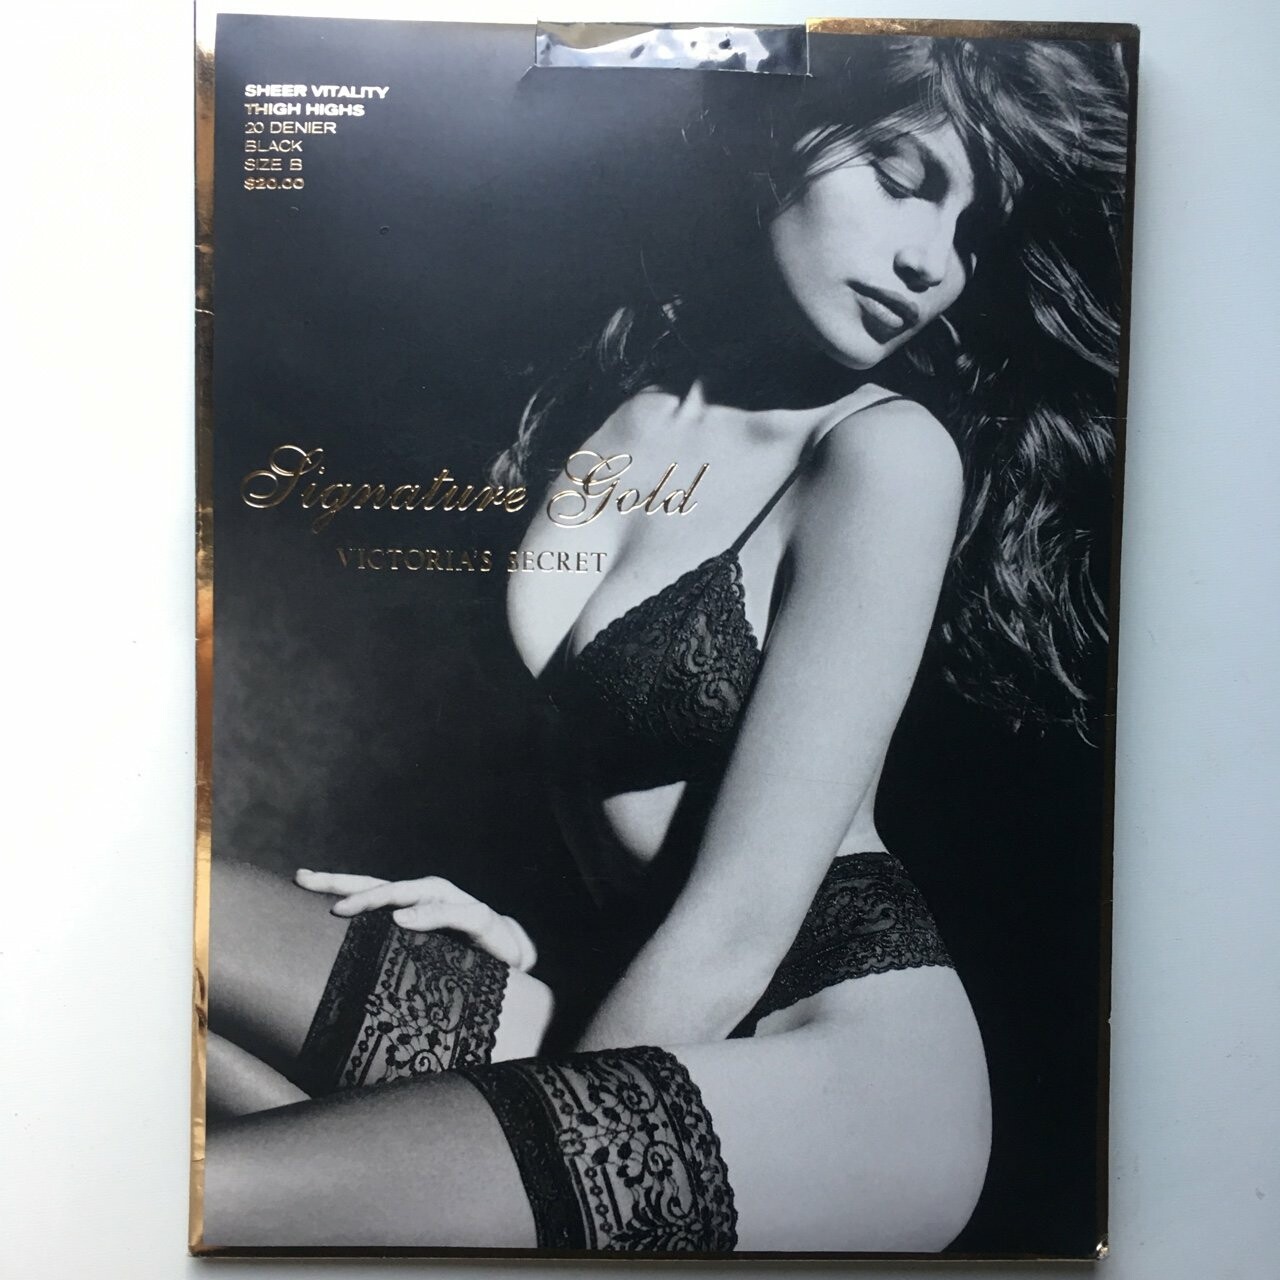 SHEER VITALITY
THIGH HIGHS
20 DENIER
BLACK
SIZE B
$20.00
Signature Gold
VICTORIA'S SECRET